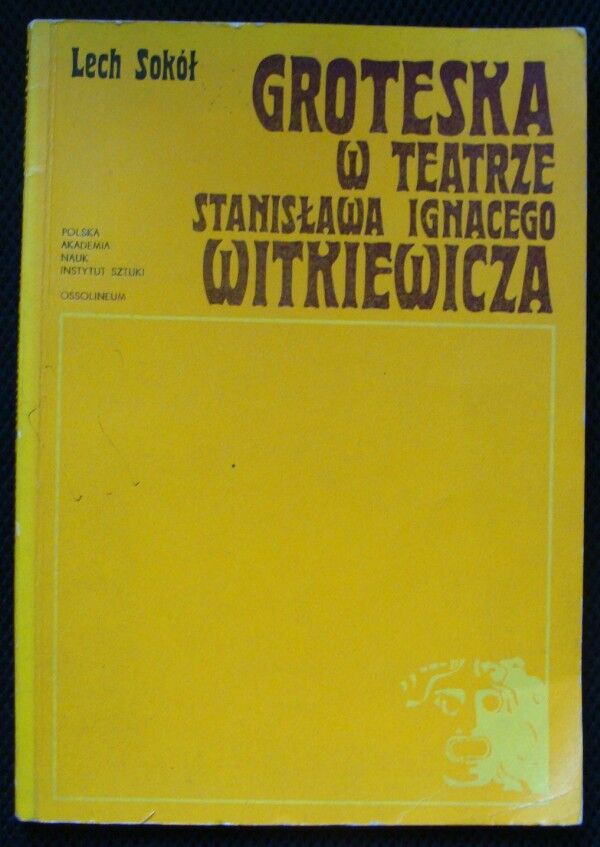 Lech Sokół
GROTESKA
W TEATRZE
STANISŁAWA IGNACEGO
WITKIEWICZA
POLSKA
AKADEMIA
NAUK
INSTYTUT SZTUKI
OSSOLINEUM